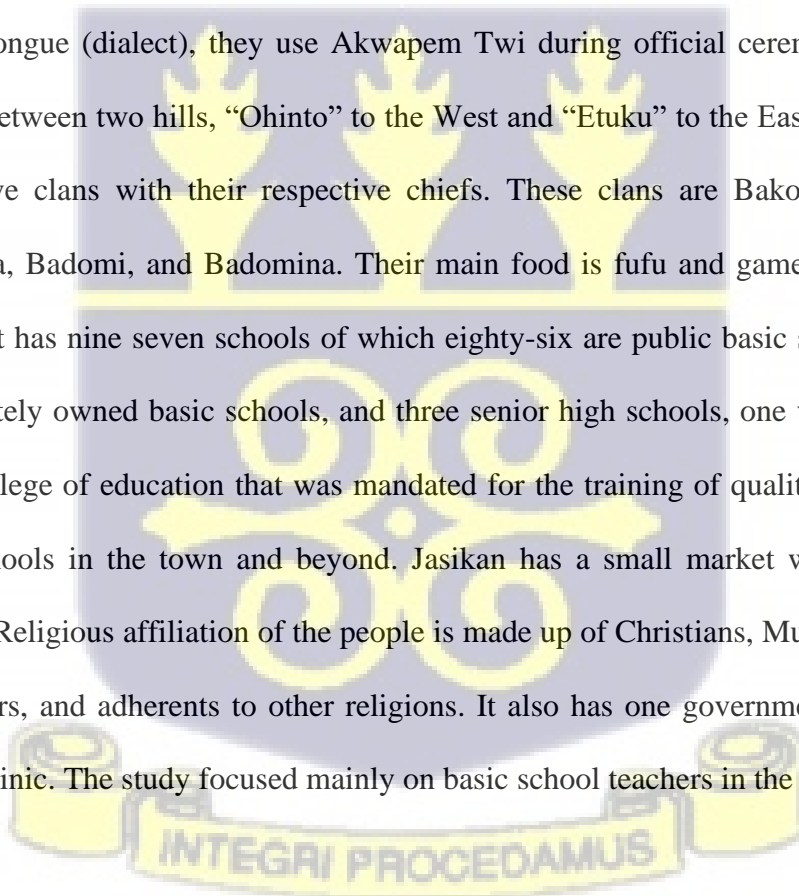 ongue (dialect), they use Akwapem Twi during official cerer
etween two hills, “Ohinto” to the West and “Etuku” to the Eas
ve clans with their respective chiefs. These clans are Bako
a, Badomi, and Badomina. Their main food is fufu and game
t has nine seven schools of which eighty-six are public basic s
tely owned basic schools, and three senior high schools, one
llege of education that was mandated for the training of qualit
ools in the town and beyond. Jasikan has a small market w
Religious affiliation of the people is made up of Christians, Mu
rs, and adherents to other religions. It also has one governme
inic. The study focused mainly on basic school teachers in the
INTEGRI PROCEDAMUS